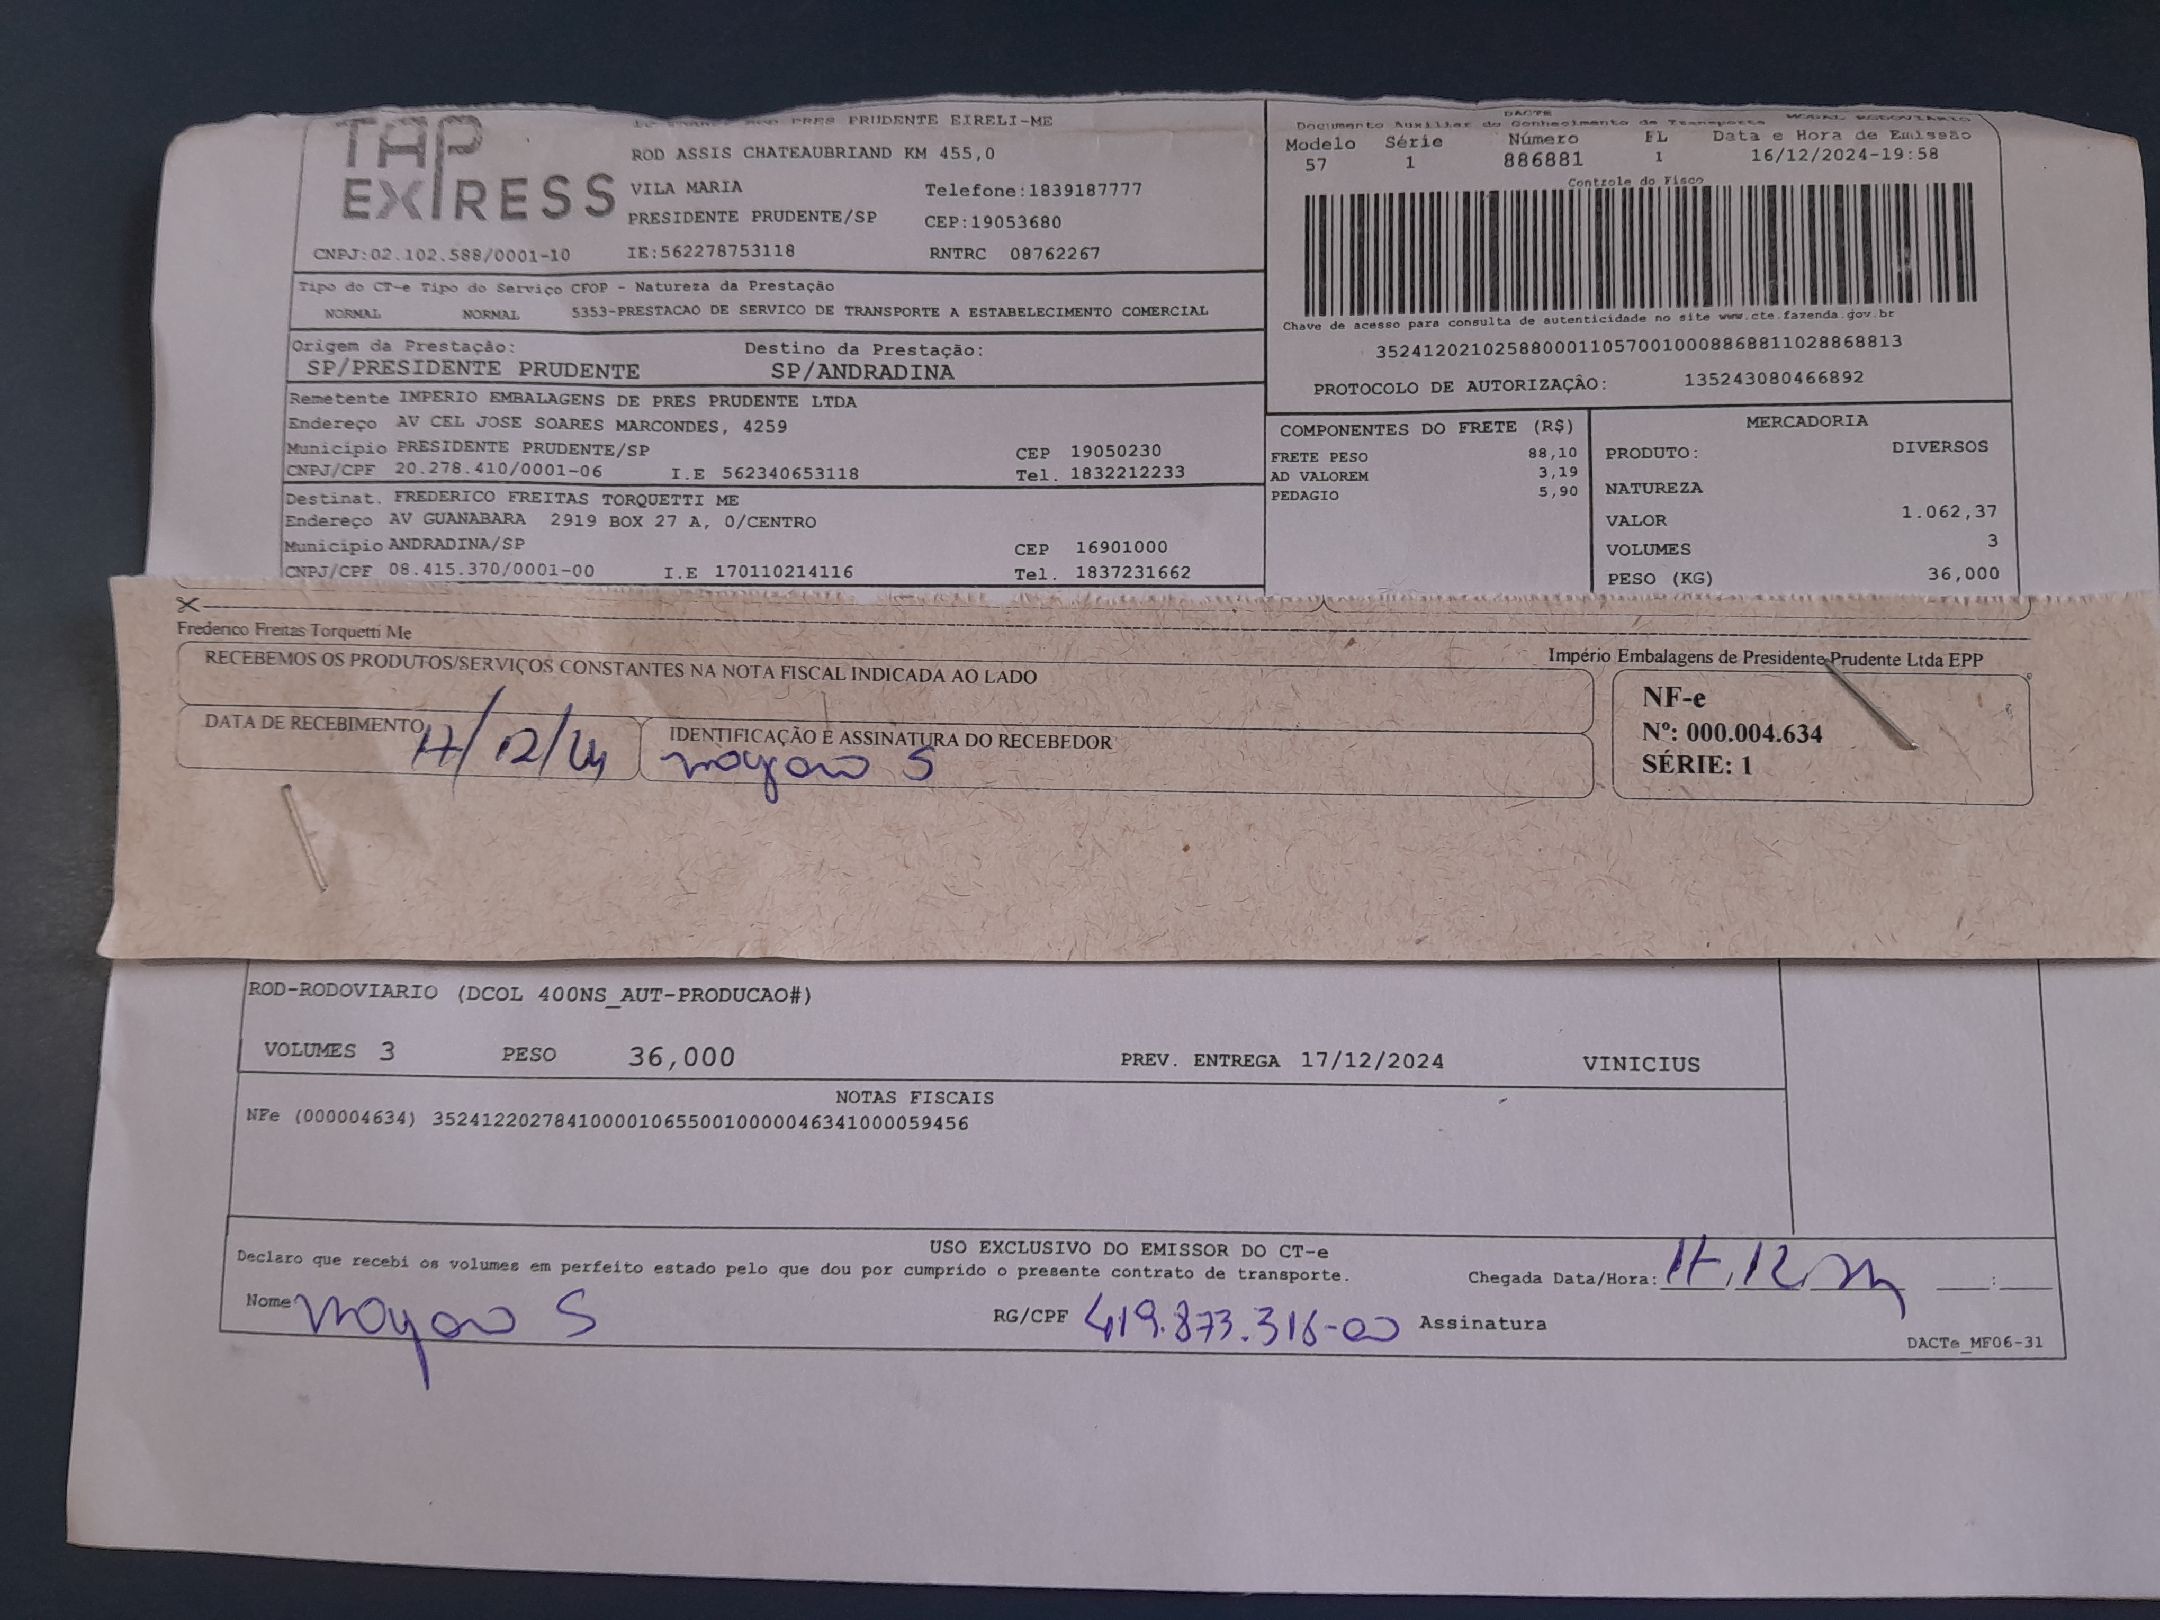 TAP
EXPRESS
PRES PRUDENTE EIRELI-ME
ROD ASSIS CHATEAUBRIAND KM 455,0
VILA MARIA Telefone:1839187777
PRESIDENTE PRUDENTE/SP CEP:19053680
CNPJ:02.102.588/0001-10 IE:562278753118 RNTRC 08762267
DACTE
Documento Auxiliar do Conhecimento de Transporte MODAL RODOVIARIO
Modelo Série Número FL Data e Hora de Emissão
57 1 886881 1 16/12/2024-19:58
Controle do Fisco
Chave de acesso para consulta de autenticidade no site www.cte.fazenda.gov.br
35241202102588000110570010008868811028868813
PROTOCOLO DE AUTORIZAÇÃO: 135243080466892
Tipo do CT-e Tipo do Serviço CFOP - Natureza da Prestação
NORMAL NORMAL 5353-PRESTACAO DE SERVICO DE TRANSPORTE A ESTABELECIMENTO COMERCIAL
Origem da Prestação: Destino da Prestação:
SP/PRESIDENTE PRUDENTE SP/ANDRADINA
Remetente IMPERIO EMBALAGENS DE PRES PRUDENTE LTDA
Endereço AV CEL JOSE SOARES MARCONDES, 4259
Município PRESIDENTE PRUDENTE/SP CEP 19050230
CNPJ/CPF 20.278.410/0001-06 I.E 562340653118 Tel. 1832212233
Destinat. FREDERICO FREITAS TORQUETTI ME
Endereço AV GUANABARA 2919 BOX 27 A, 0/CENTRO
Município ANDRADINA/SP CEP 16901000
CNPJ/CPF 08.415.370/0001-00 I.E 170110214116 Tel. 1837231662
COMPONENTES DO FRETE (R$)
FRETE PESO 88,10
AD VALOREM 3,19
PEDAGIO 5,90
MERCADORIA
PRODUTO: DIVERSOS
NATUREZA
VALOR 1.062,37
VOLUMES 3
PESO (KG) 36,000
Frederico Freitas Torquetti Me
Império Embalagens de Presidente Prudente Ltda EPP
RECEBEMOS OS PRODUTOS/SERVIÇOS CONSTANTES NA NOTA FISCAL INDICADA AO LADO
DATA DE RECEBIMENTO 17/12/24
IDENTIFICAÇÃO E ASSINATURA DO RECEBEDOR
S
NF-e
Nº: 000.004.634
SÉRIE: 1
ROD-RODOVIARIO (DCOL 400NS_AUT-PRODUCAO#)
VOLUMES 3 PESO 36,000 PREV. ENTREGA 17/12/2024 VINICIUS
NOTAS FISCAIS
NFe (000004634) 35241220278410000106550010000046341000059456
USO EXCLUSIVO DO EMISSOR DO CT-e
Declaro que recebi os volumes em perfeito estado pelo que dou por cumprido o presente contrato de transporte.
Chegada Data/Hora: 17, 12, 24 :
Nome S RG/CPF 419.873.316-00 Assinatura
DACTe_MF06-31